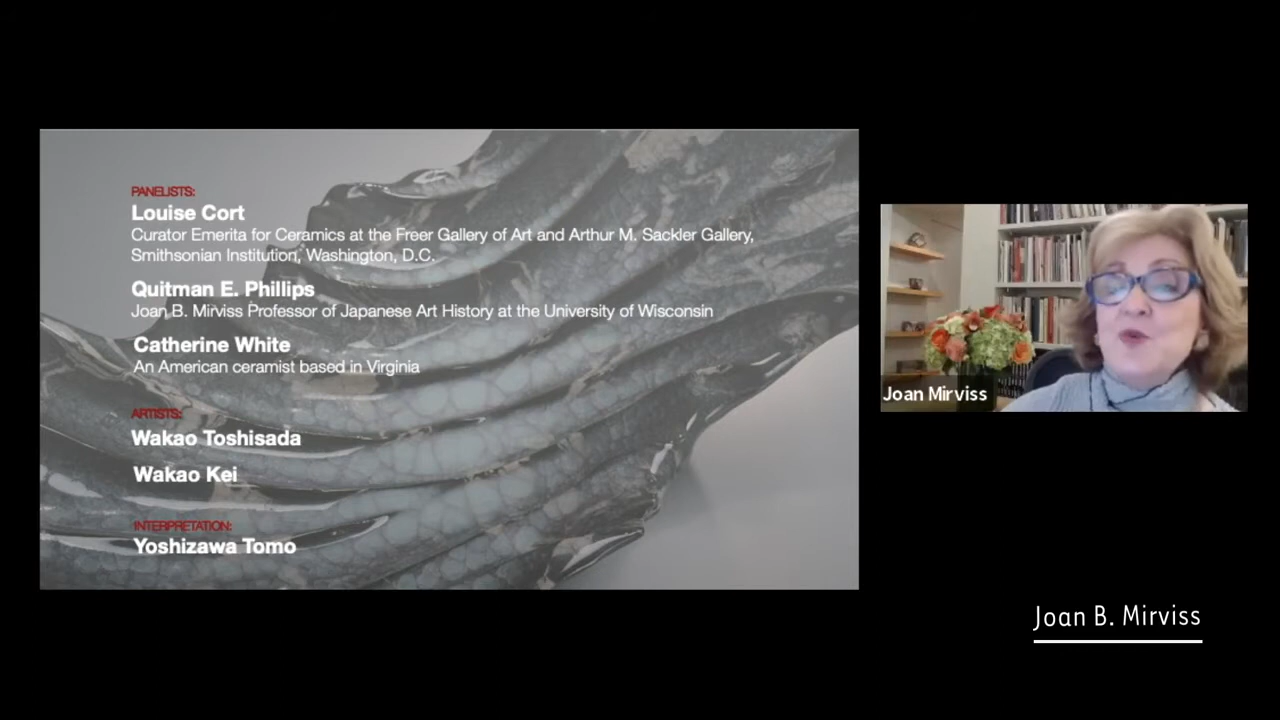 PANELISTS:
Louise Cort
Curator Emerita for Ceramics at the Freer Gallery of Art and Arthur M. Sackler Gallery,
Smithsonian Institution, Washington, D.C.
Quitman E. Phillips
Joan B. Mirviss Professor of Japanese Art History at the University of Wisconsin
Catherine White
An American ceramist based in Virginia
ARTISTS:
Wakao Toshisada
Wakao Kei
INTERPRETATION:
Yoshizawa Tomo
Joan Mirviss
Joan B. Mirviss